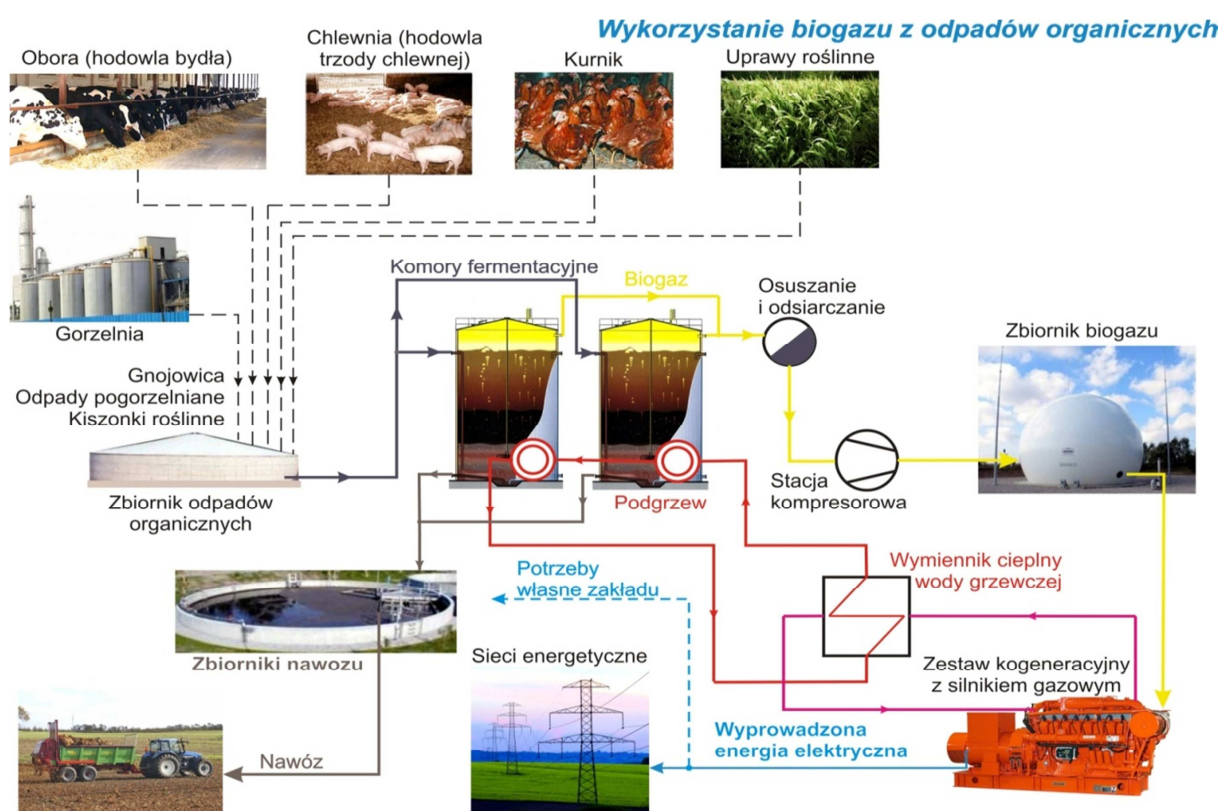 Wykorzystanie biogazu z odpadów organicznych
Obora (hodowla bydła)
Chlewnia (hodowla
trzody chlewnej)
Kurnik
Uprawy roślinne
Gorzelnia
Komory fermentacyjne
Biogaz
Osuszanie
i odsiarczanie
Zbiornik biogazu
Gnojowica
Odpady pogorzelniane
Kiszonki roślinne
Zbiornik odpadów
organicznych
Podgrzew
Stacja
kompresorowa
Potrzeby
własne zakładu
Wymiennik cieplny
wody grzewczej
Zbiorniki nawozu
Sieci energetyczne
Zestaw kogeneracyjny
z silnikiem gazowym
Wyprowadzona
energia elektryczna
Nawóz